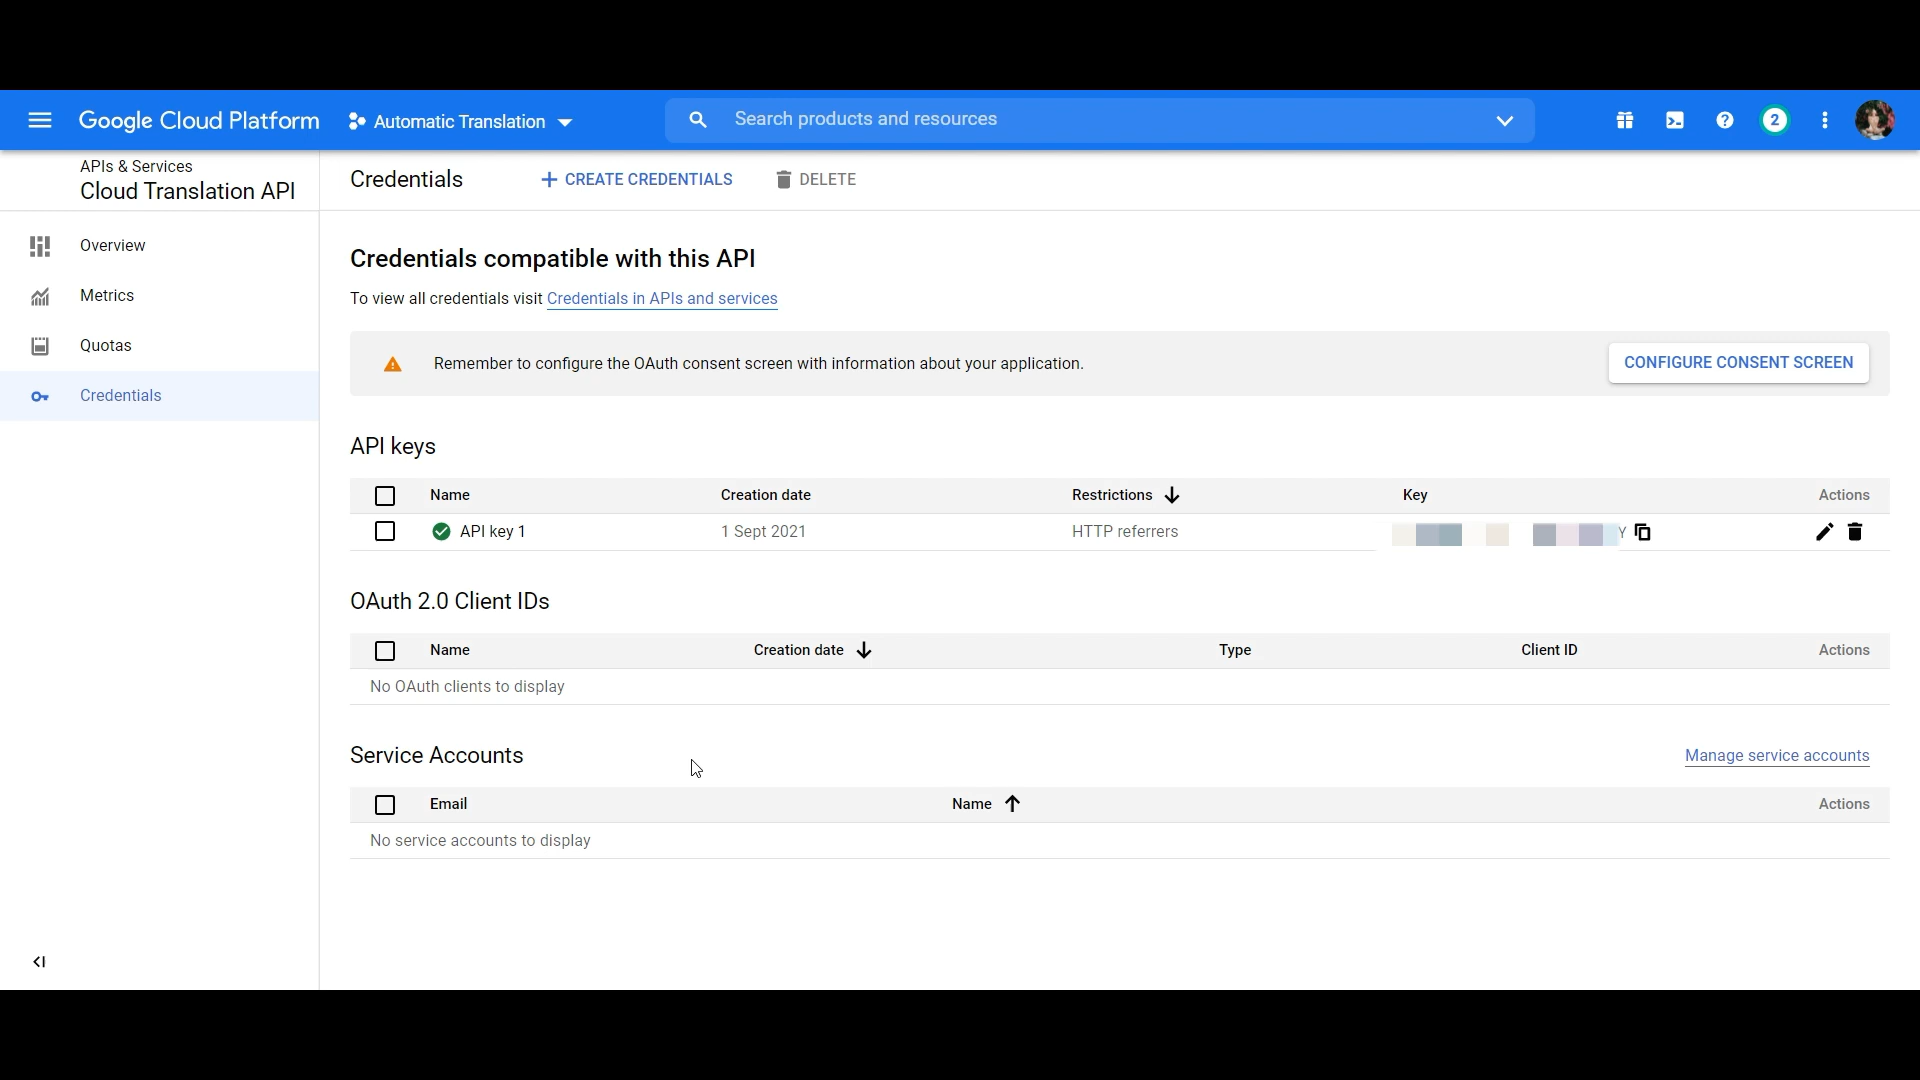 Google Cloud Platform
Automatic Translation
Search products and resources
2
APIs & Services
Cloud Translation API
Credentials
CREATE CREDENTIALS
DELETE
Overview
Metrics
Quotas
Credentials
Credentials compatible with this API
To view all credentials visit Credentials in APIs and services
Remember to configure the OAuth consent screen with information about your application.
CONFIGURE CONSENT SCREEN
API keys
Name Creation date Restrictions Key Actions
API key 1 1 Sept 2021 HTTP referrers Y
OAuth 2.0 Client IDs
Name Creation date Type Client ID Actions
No OAuth clients to display
Service Accounts
Manage service accounts
Email Name Actions
No service accounts to display